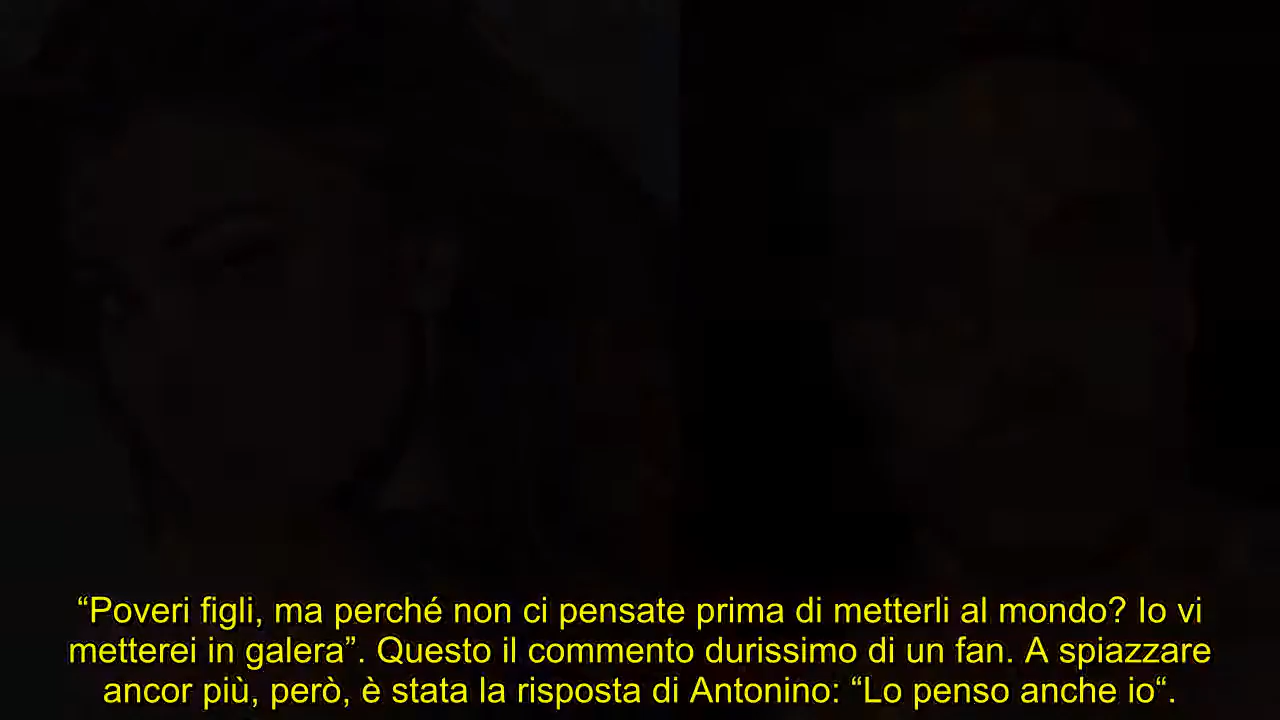 “Poveri figli, ma perché non ci pensate prima di metterli al mondo? Io vi
metterei in galera”. Questo il commento durissimo di un fan. A spiazzare
ancor più, però, è stata la risposta di Antonino: “Lo penso anche io“.